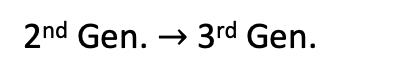 2nd Gen. → 3rd Gen.